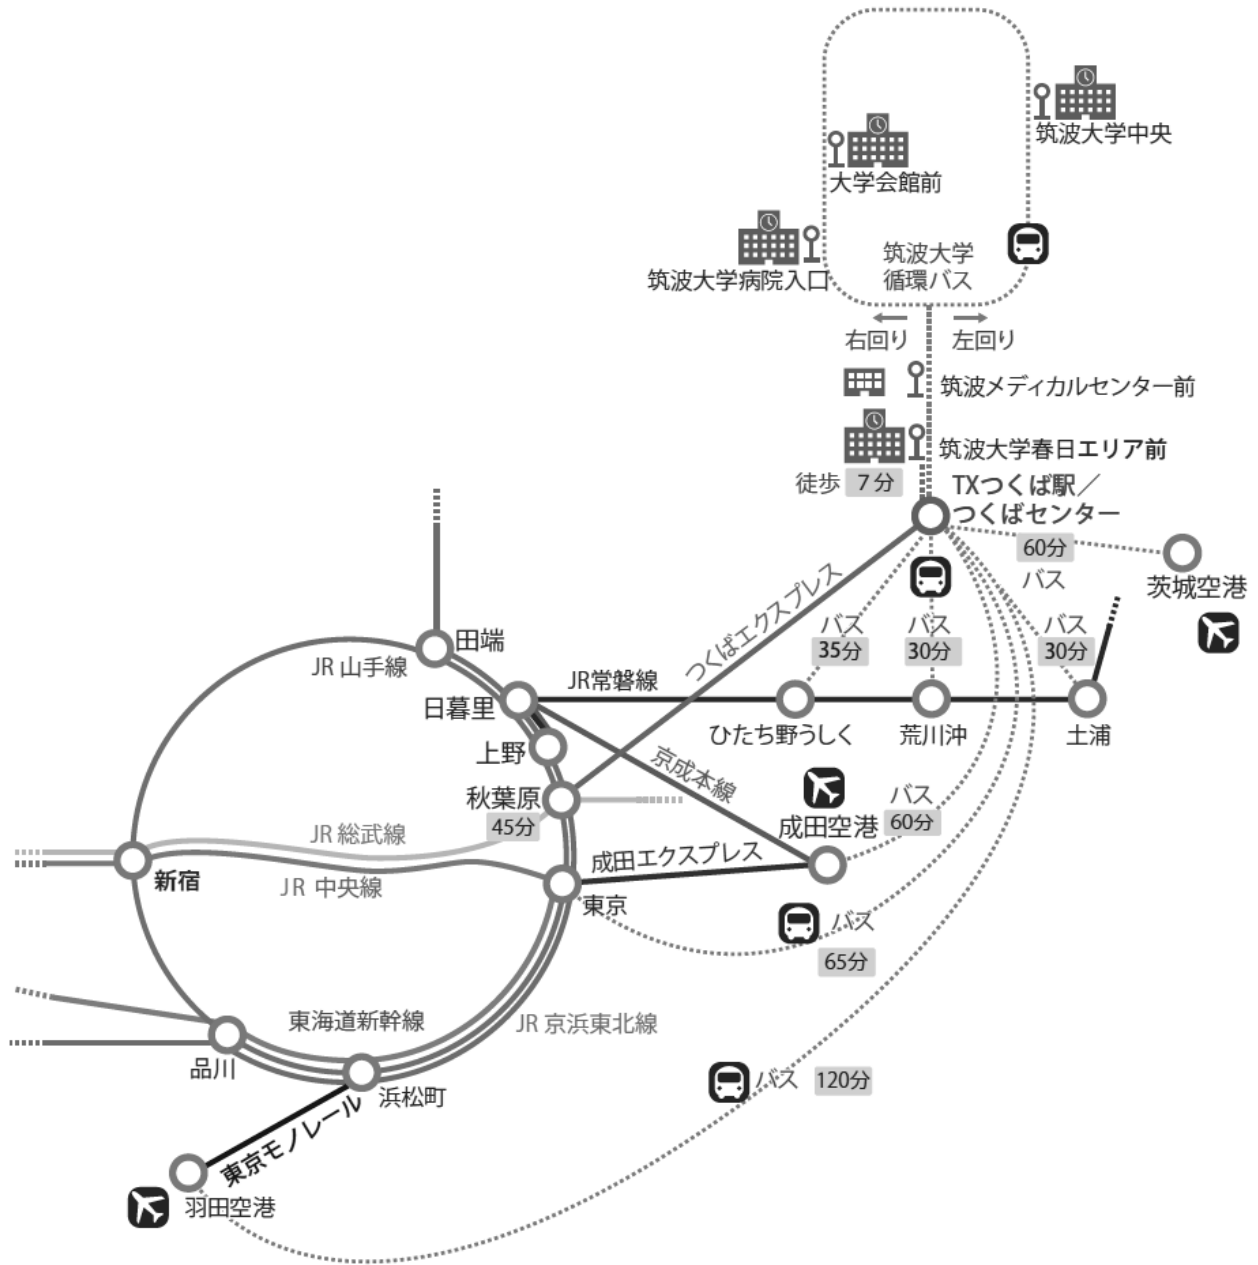 筑波大学中央
大学会館前
筑波大学病院入口
筑波大学
循環バス
右回り
左回り
筑波メディカルセンター前
筑波大学春日エリア前
徒歩 7分
TXつくば駅／
つくばセンター
60分
バス
茨城空港
つくばエクスプレス
バス
35分
バス
30分
バス
30分
田端
JR 山手線
日暮里
JR常磐線
ひたち野うしく
荒川沖
土浦
上野
京成本線
秋葉原
45分
成田空港
バス
60分
JR 総武線
成田エクスプレス
新宿
JR 中央線
東京
バス
65分
東海道新幹線
JR 京浜東北線
品川
浜松町
バス 120分
東京モノレール
羽田空港